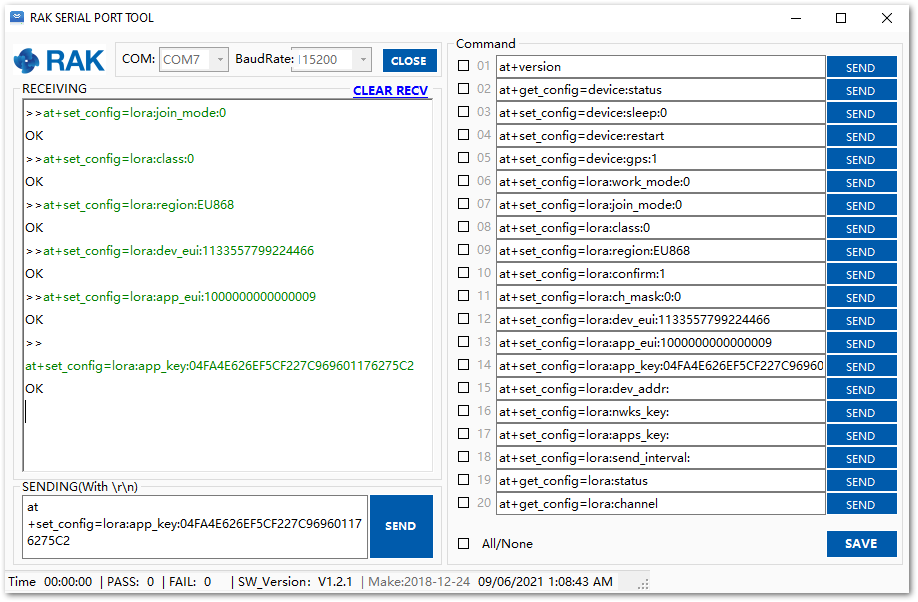 RAK SERIAL PORT TOOL
RAK
COM: COM7 BaudRate: 115200 CLOSE
RECEIVING CLEAR RECV
>>at+set_config=lora:join_mode:0
OK
>>at+set_config=lora:class:0
OK
>>at+set_config=lora:region:EU868
OK
>>at+set_config=lora:dev_eui:1133557799224466
OK
>>at+set_config=lora:app_eui:1000000000000009
OK
>>
at+set_config=lora:app_key:04FA4E626EF5CF227C969601176275C2
OK
SENDING(With \r\n)
at
+set_config=lora:app_key:04FA4E626EF5CF227C96960117
6275C2
SEND
Command
01 at+version SEND
02 at+get_config=device:status SEND
03 at+set_config=device:sleep:0 SEND
04 at+set_config=device:restart SEND
05 at+set_config=device:gps:1 SEND
06 at+set_config=lora:work_mode:0 SEND
07 at+set_config=lora:join_mode:0 SEND
08 at+set_config=lora:class:0 SEND
09 at+set_config=lora:region:EU868 SEND
10 at+set_config=lora:confirm:1 SEND
11 at+set_config=lora:ch_mask:0:0 SEND
12 at+set_config=lora:dev_eui:1133557799224466 SEND
13 at+set_config=lora:app_eui:1000000000000009 SEND
14 at+set_config=lora:app_key:04FA4E626EF5CF227C96960 SEND
15 at+set_config=lora:dev_addr: SEND
16 at+set_config=lora:nwks_key: SEND
17 at+set_config=lora:apps_key: SEND
18 at+set_config=lora:send_interval: SEND
19 at+get_config=lora:status SEND
20 at+get_config=lora:channel SEND
All/None SAVE
Time 00:00:00 | PASS: 0 | FAIL: 0 | SW_Version: V1.2.1 | Make:2018-12-24 09/06/2021 1:08:43 AM